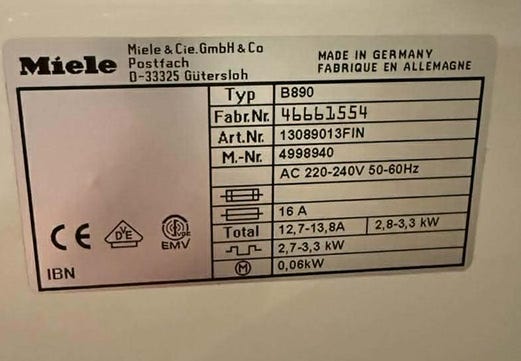 Miele
Miele & Cie.GmbH & Co
Postfach
D-33325 Gütersloh
MADE IN GERMANY
FABRIQUE EN ALLEMAGNE
Typ B890
Fabr.Nr. 46661554
Art.Nr. 13089013FIN
M.-Nr. 4998940
AC 220-240V 50-60Hz
16 A
Total 12,7-13,8A 2,8-3,3 kW
2,7-3,3 kW
M 0,06kW
CE DVE VDE
EMV
IBN